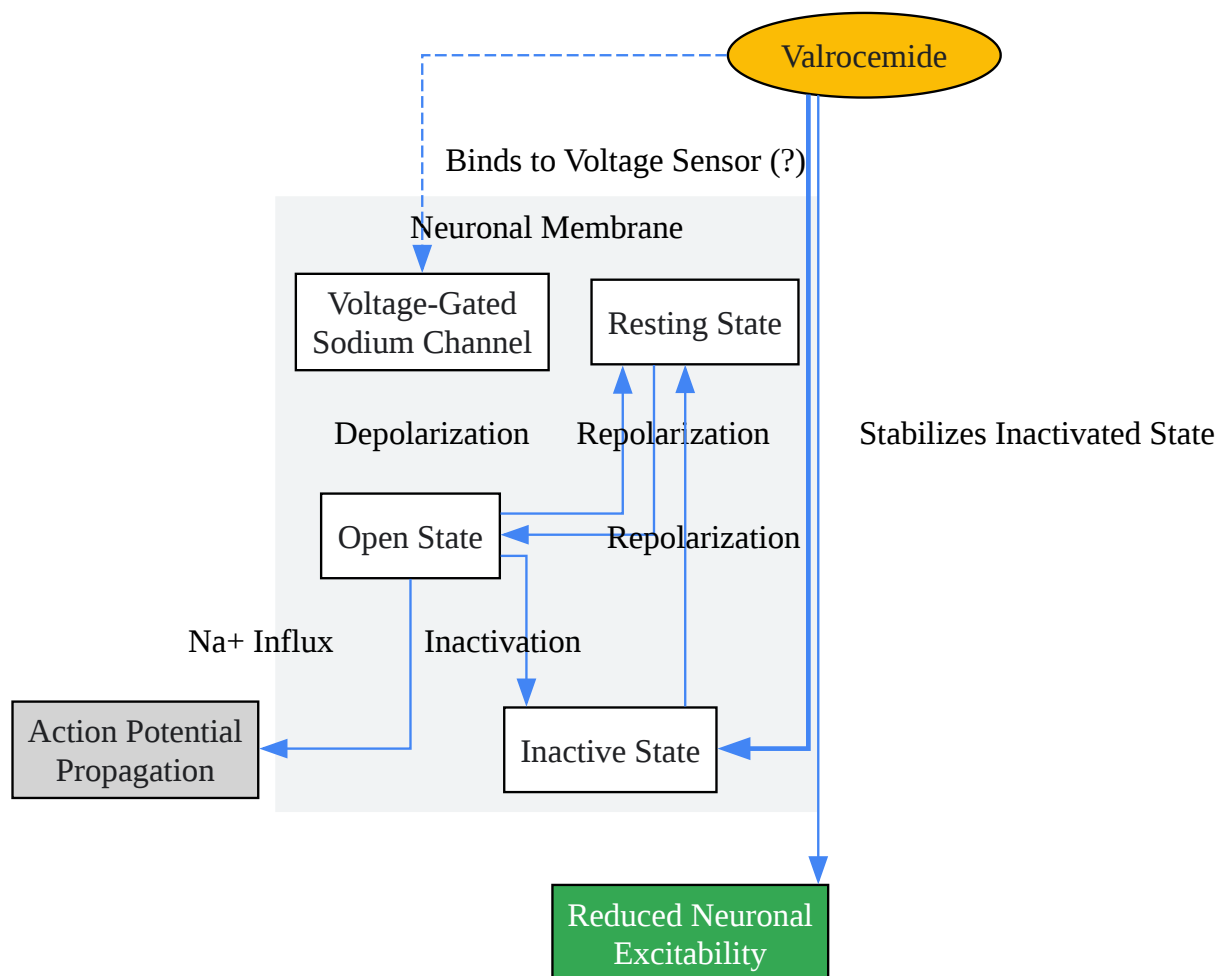 Valrocemide
Binds to Voltage Sensor (?)
Neuronal Membrane
Voltage-Gated
Sodium Channel
Resting State
Depolarization
Repolarization
Stabilizes Inactivated State
Open State
Repolarization
Na+ Influx
Inactivation
Action Potential
Propagation
Inactive State
Reduced Neuronal
Excitability